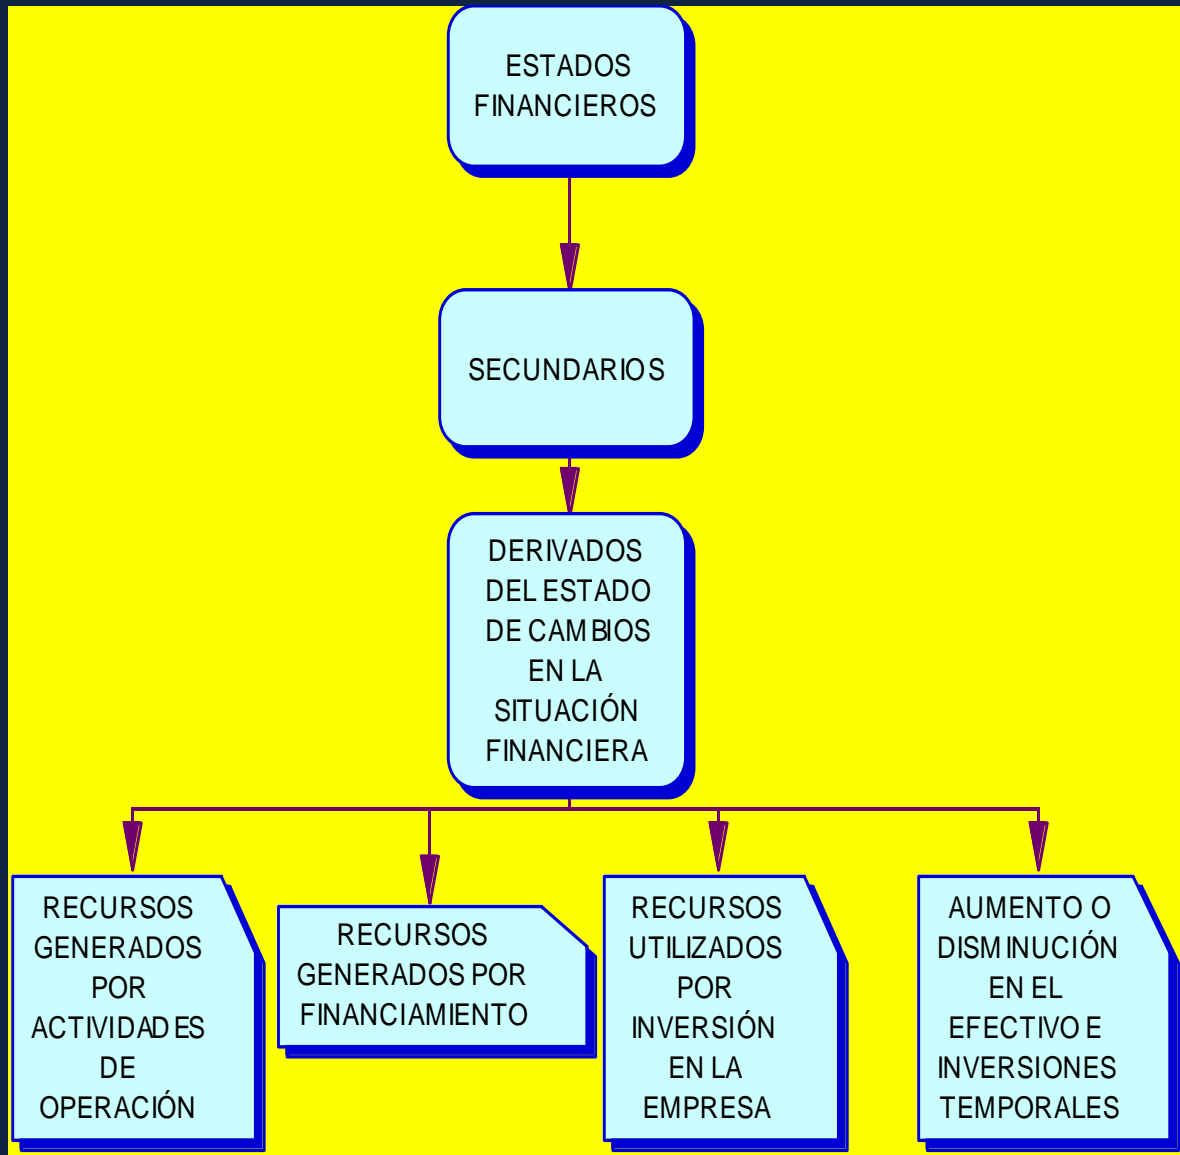 ESTADOS
FINANCIEROS
SECUNDARIOS
DERIVADOS
DEL ESTADO
DE CAMBIOS
EN LA
SITUACIÓN
FINANCIERA
RECURSOS
GENERADOS
POR
ACTIVIDADES
DE
OPERACIÓN
RECURSOS
GENERADOS POR
FINANCIAMIENTO
RECURSOS
UTILIZADOS
POR
INVERSIÓN
EN LA
EMPRESA
AUMENTO O
DISMINUCIÓN
EN EL
EFECTIVO E
INVERSIONES
TEMPORALES